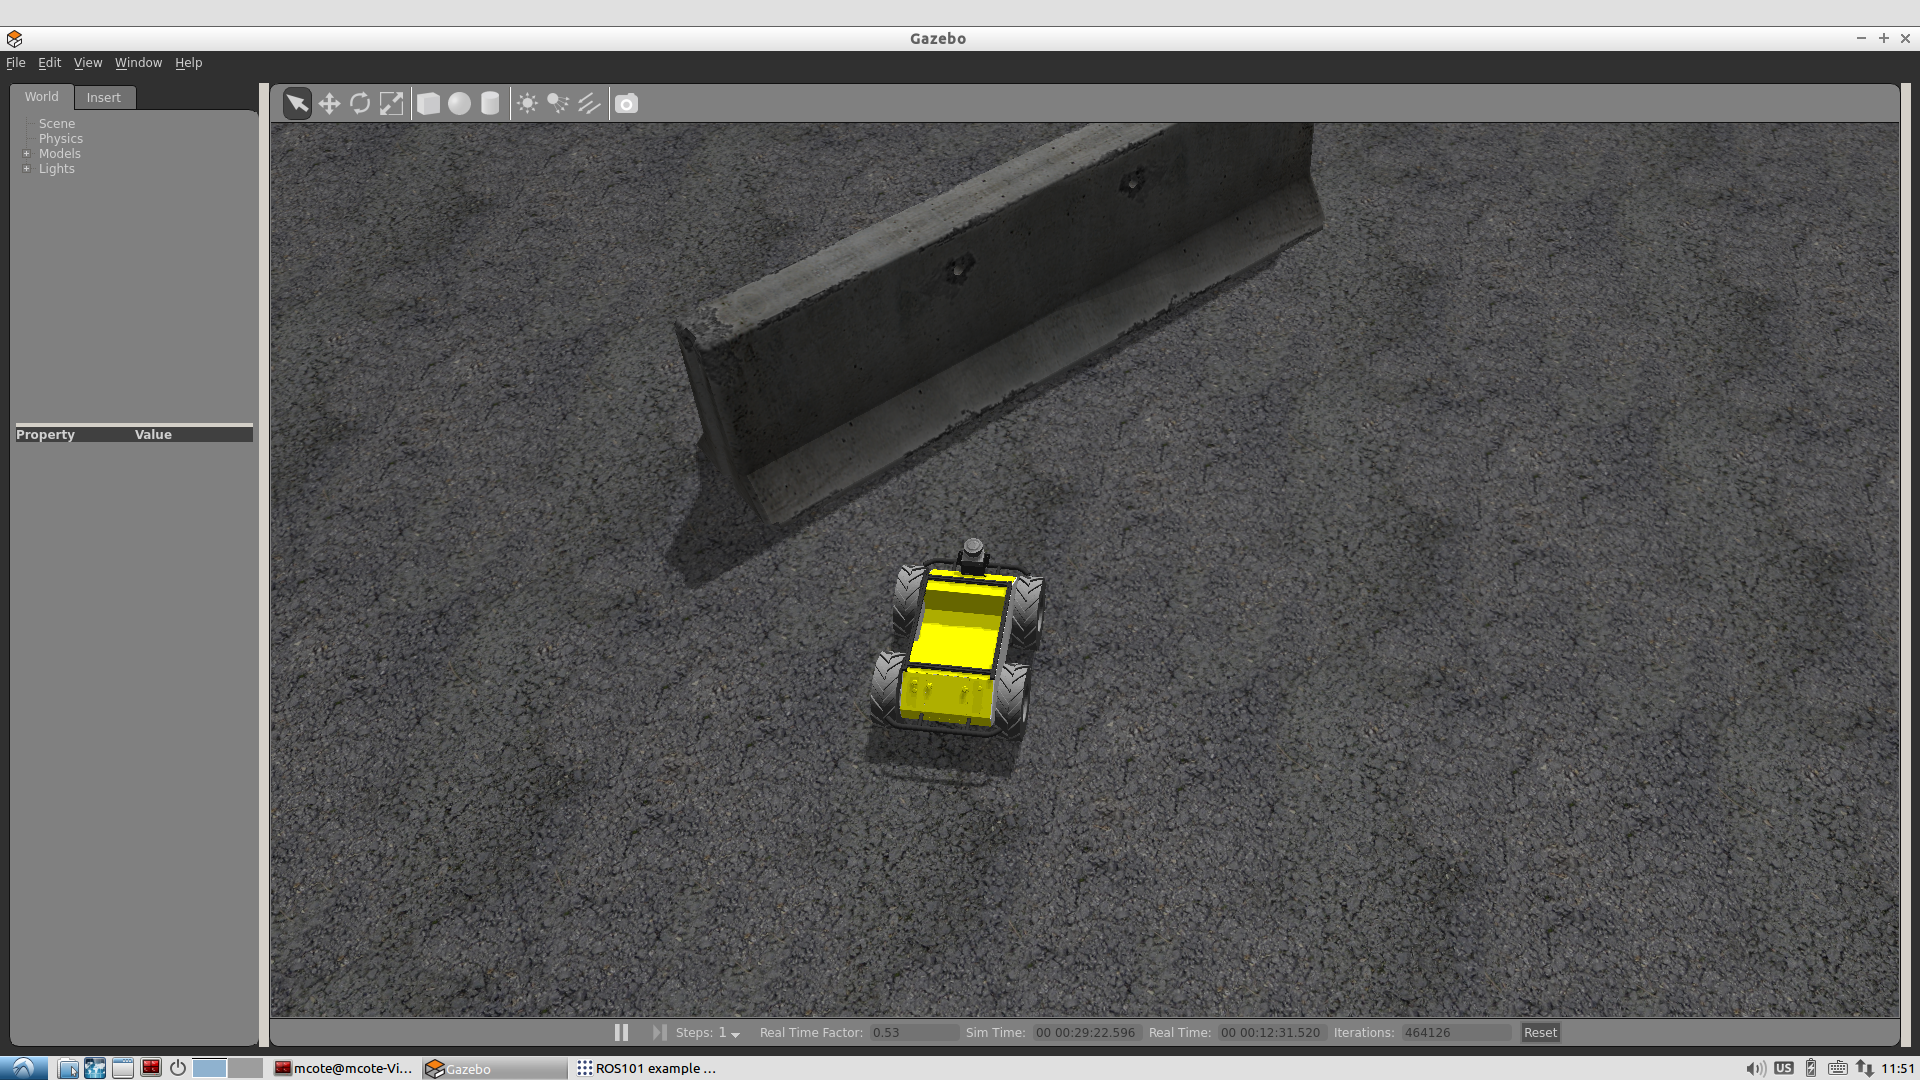 Gazebo
File Edit View Window Help
World Insert
Scene
Physics
Models
Lights
Property Value
Steps: 1 Real Time Factor: 0.53 Sim Time: 00 00:29:22.596 Real Time: 00 00:12:31.520 Iterations: 464126 Reset
mcote@mcote-Vi... Gazebo ROS101 example ... US 11:51